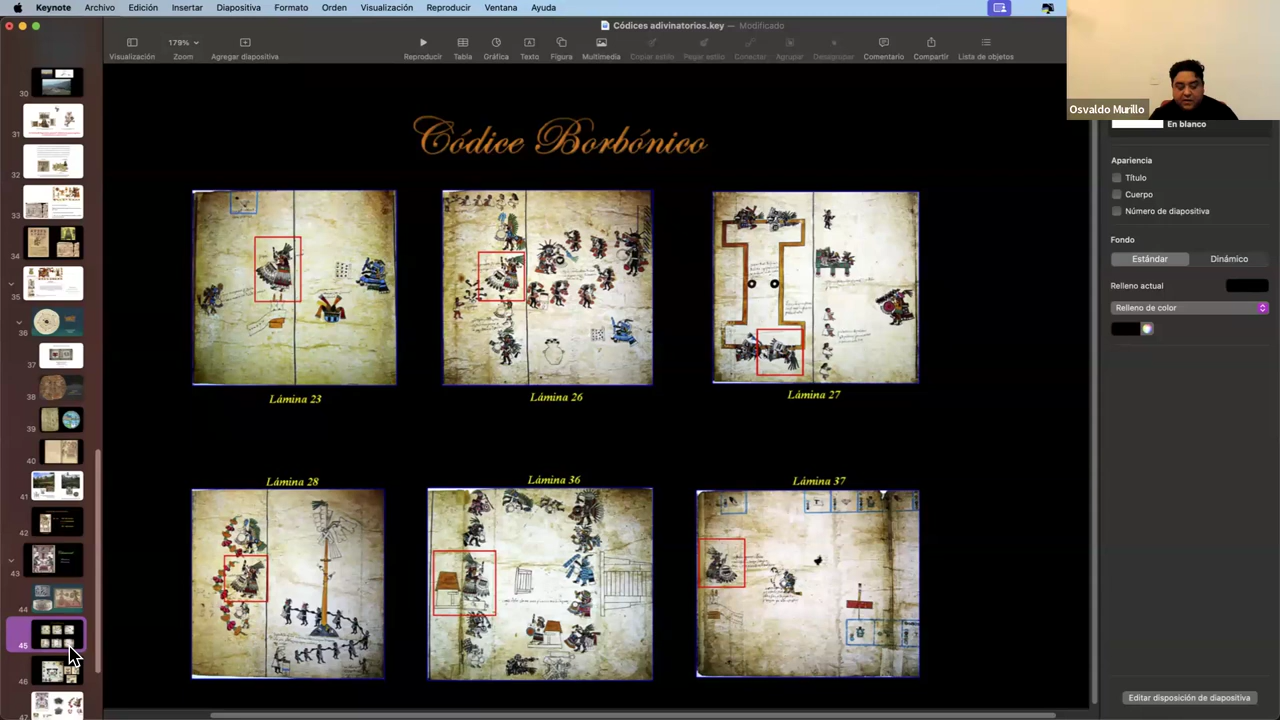 Keynote Archivo Edición Insertar Diapositiva Formato Orden Visualización Reproducir Ventana Ayuda
Códices adivinatorios.key — Modificado
179%
Visualización Zoom Agregar diapositiva Reproducir Tabla Gráfica Texto Figura Multimedia Copiar estilo Pegar estilo Conectar Agrupar Desagrupar Comentario Compartir Lista de objetos
Osvaldo Murillo
En blanco
Apariencia
Título
Cuerpo
Número de diapositiva
Fondo
Estándar Dinámico
Relleno actual
Relleno de color
Editar disposición de diapositiva
30
31
32
33
34
35
36
37
38
39
40
41
42
43
44
45
46
47
Códice Borbónico
Lámina 23
Lámina 26
Lámina 27
Lámina 28
Lámina 36
Lámina 37